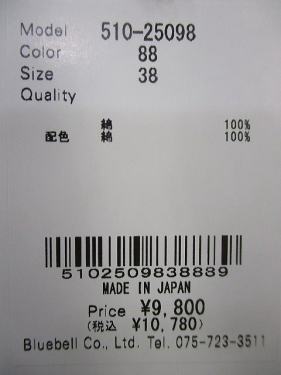 Model 510-25098
Color 88
Size 38
Quality
綿 100%
配色 綿 100%
5102509838889
MADE IN JAPAN
Price ¥9,800
(税込 ¥10,780)
Bluebell Co., Ltd. Tel. 075-723-3511